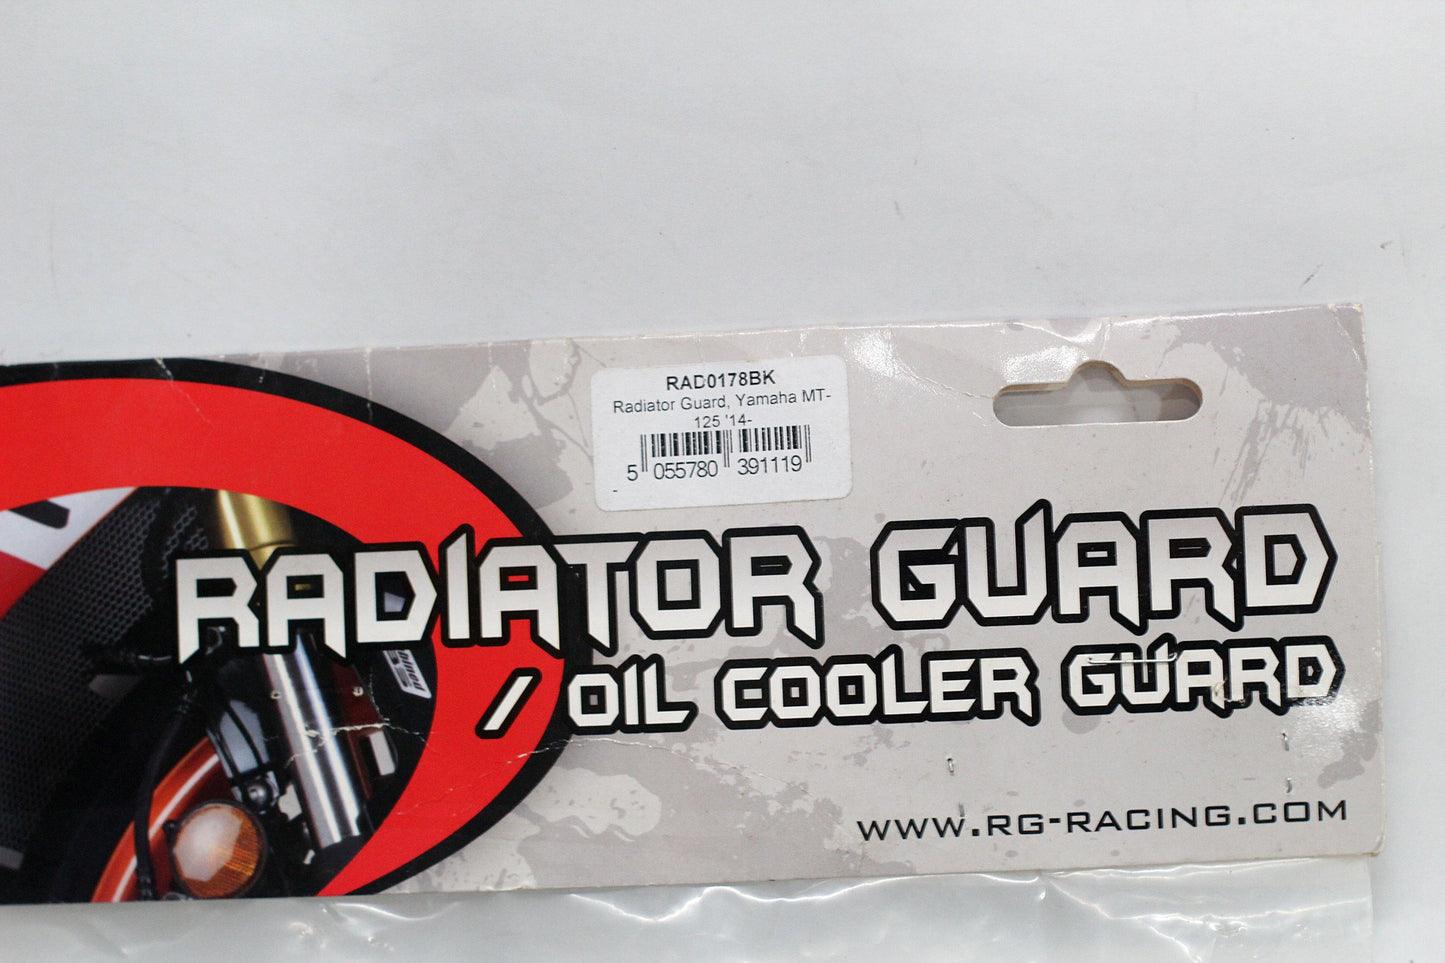 RAD0178BK
Radiator Guard, Yamaha MT-
125 '14-
5 055780 391119
RADIATOR GUARD
/ OIL COOLER GUARD
WWW.RG-RACING.COM